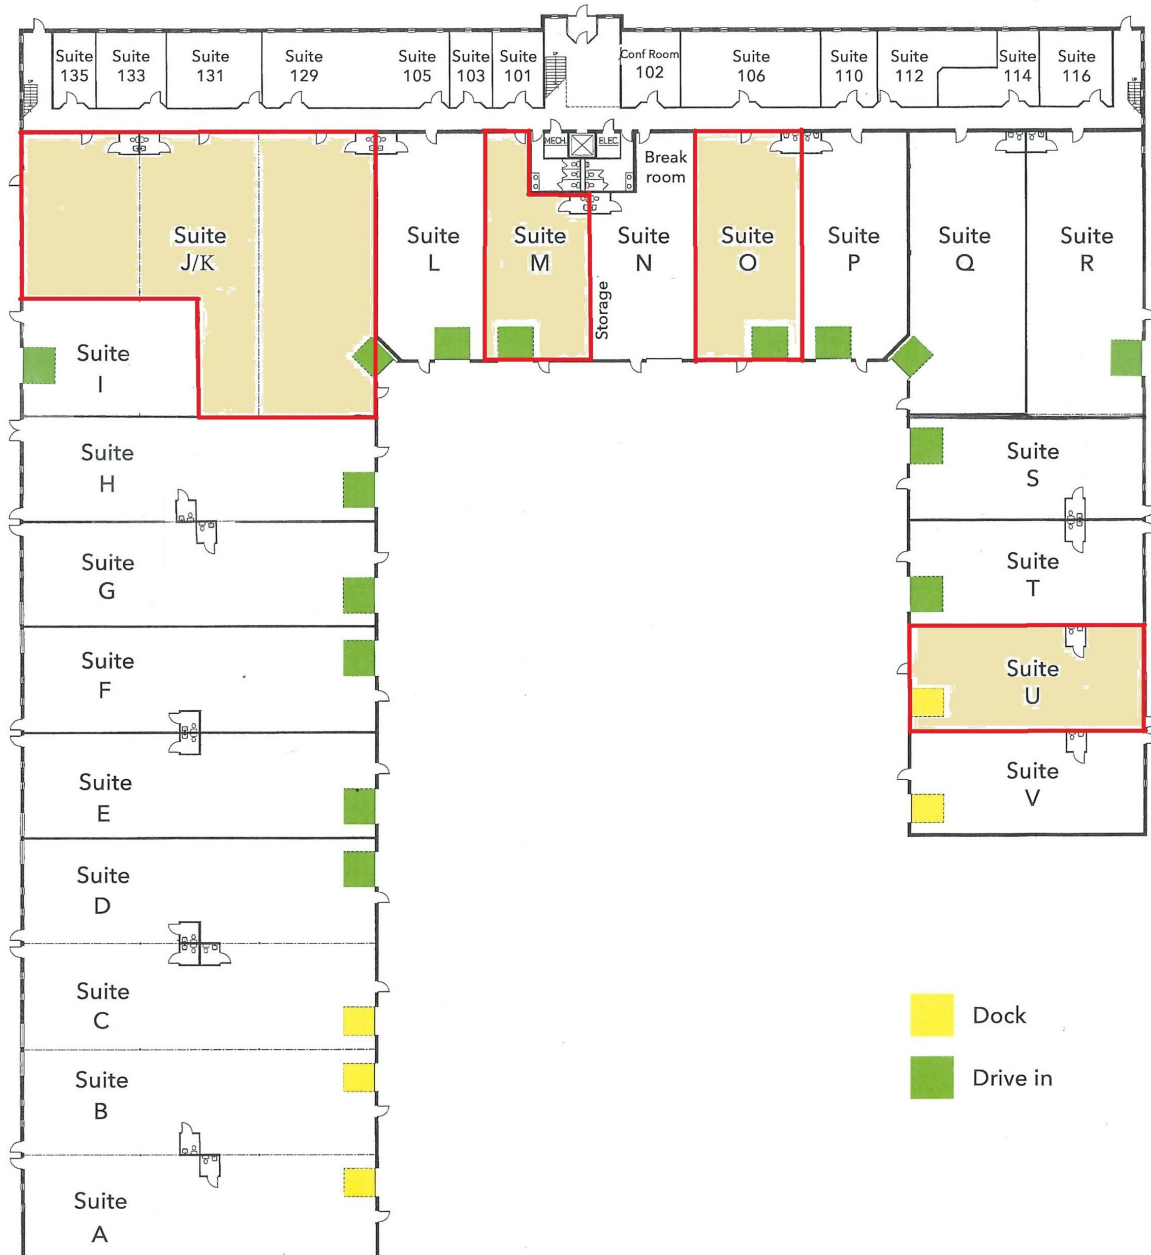 Suite
135
Suite
133
Suite
131
Suite
129
Suite
105
Suite
103
Suite
101
Conf Room
102
Suite
106
Suite
110
Suite
112
Suite
114
Suite
116
MECH.
ELEC.
Break
room
Suite
J/K
Suite
L
Suite
M
Storage
Suite
N
Suite
O
Suite
P
Suite
Q
Suite
R
Suite
I
Suite
H
Suite
S
Suite
G
Suite
T
Suite
F
Suite
U
Suite
E
Suite
V
Suite
D
Suite
C
Dock
Suite
B
Drive in
Suite
A